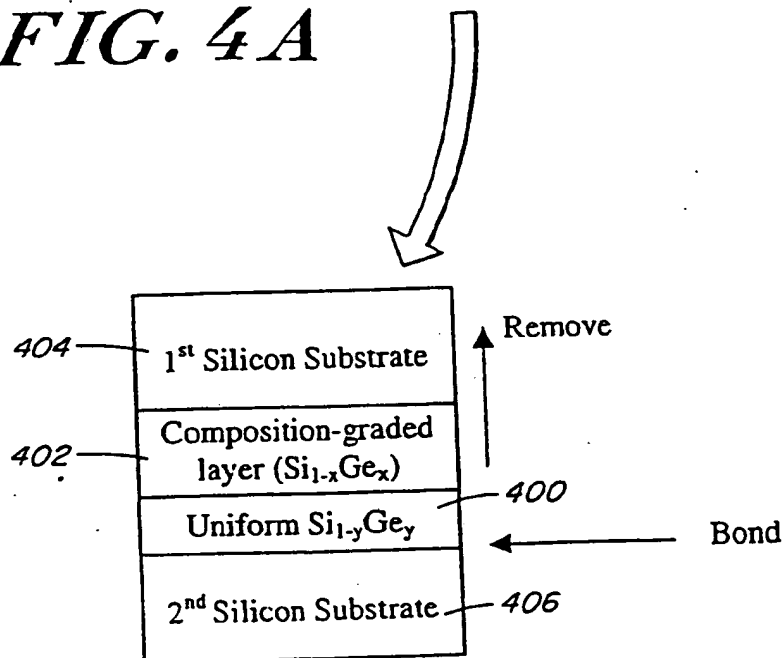 FIG. 4A
404
1st Silicon Substrate
Remove
402
Composition-graded
layer (Si1-xGex)
400
Uniform Si1-yGey
Bond
2nd Silicon Substrate
406